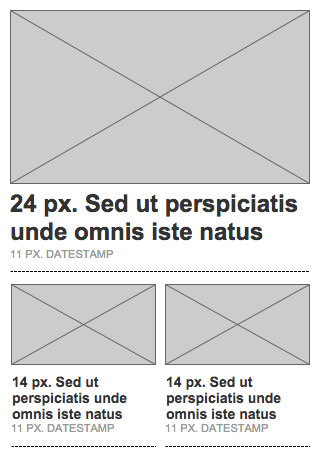 24 px. Sed ut perspiciatis
unde omnis iste natus
11 PX. DATESTAMP
14 px. Sed ut
perspiciatis unde
omnis iste natus
11 PX. DATESTAMP
14 px. Sed ut
perspiciatis unde
omnis iste natus
11 PX. DATESTAMP